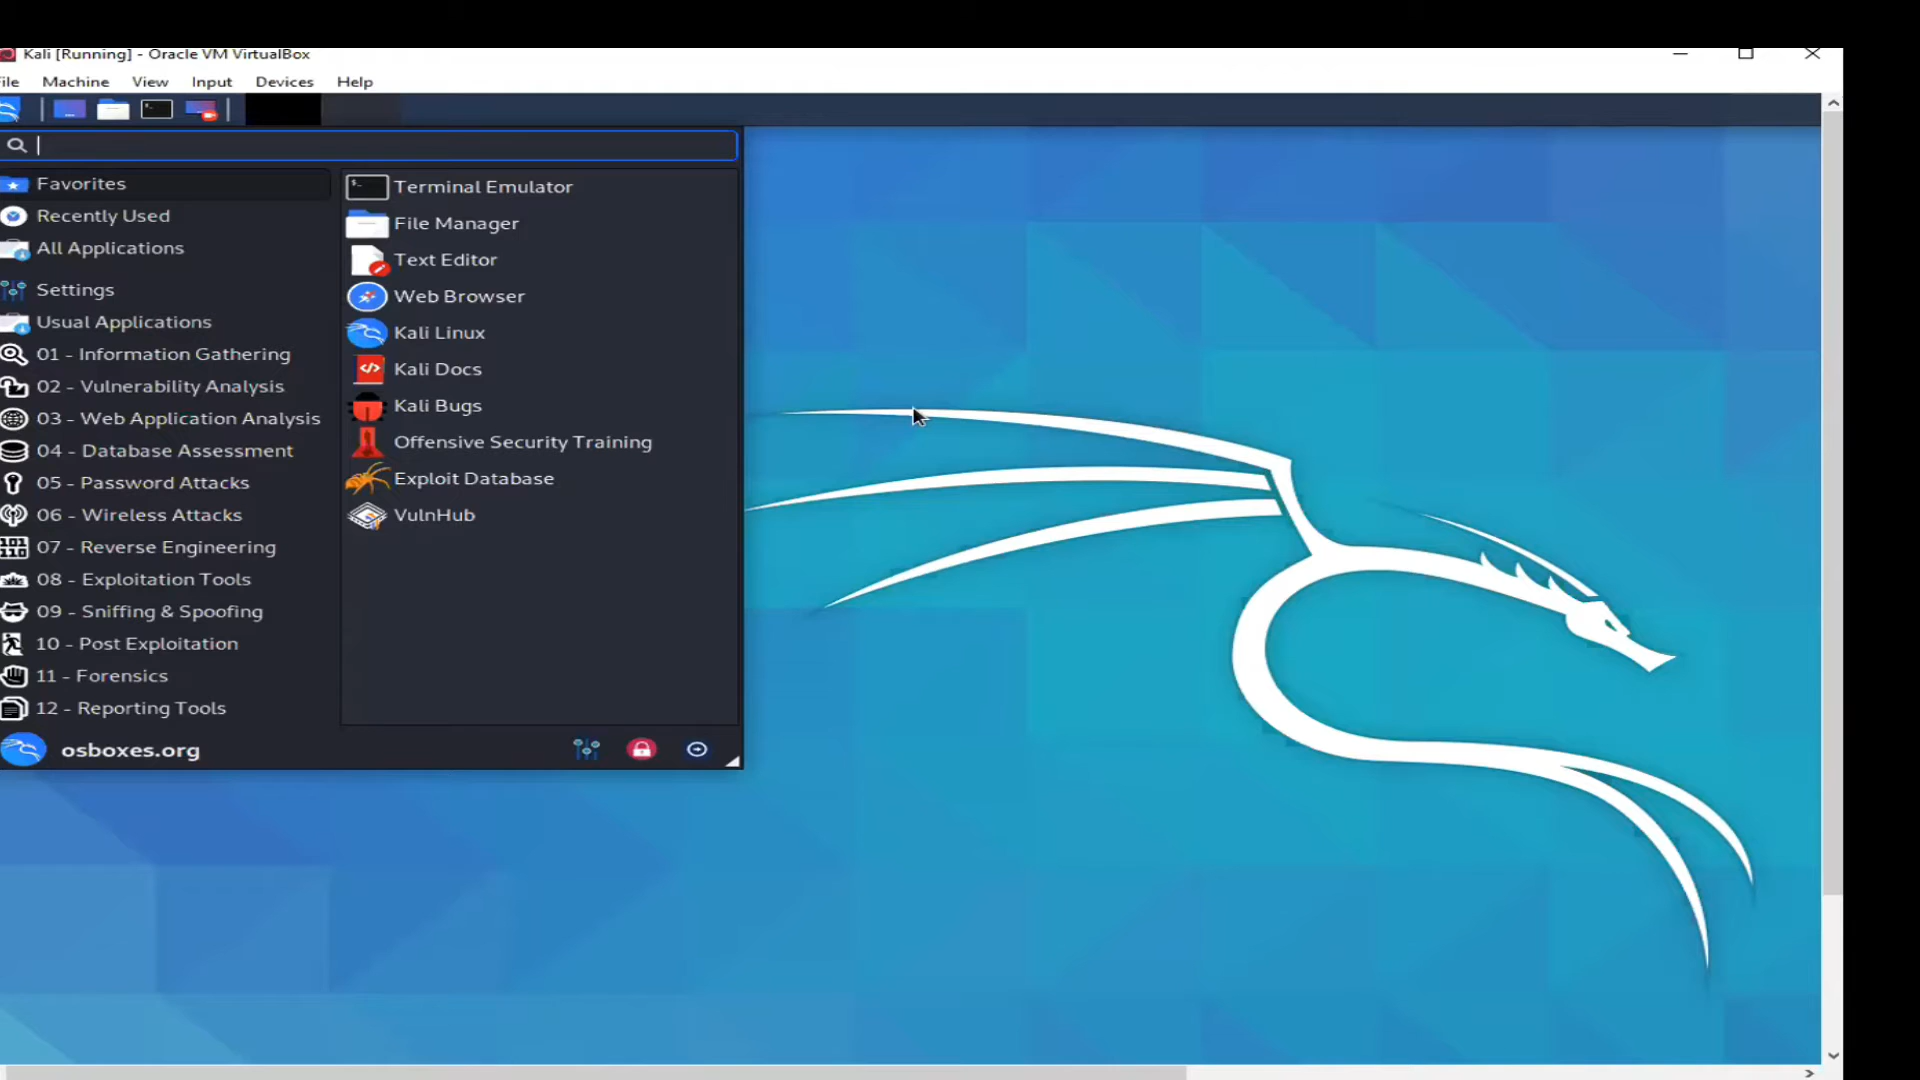 Kali [Running] - Oracle VM VirtualBox
ile Machine View Input Devices Help
Favorites
Recently Used
All Applications
Settings
Usual Applications
01 - Information Gathering
02 - Vulnerability Analysis
03 - Web Application Analysis
04 - Database Assessment
05 - Password Attacks
06 - Wireless Attacks
07 - Reverse Engineering
08 - Exploitation Tools
09 - Sniffing & Spoofing
10 - Post Exploitation
11 - Forensics
12 - Reporting Tools
Terminal Emulator
File Manager
Text Editor
Web Browser
Kali Linux
Kali Docs
Kali Bugs
Offensive Security Training
Exploit Database
VulnHub
osboxes.org